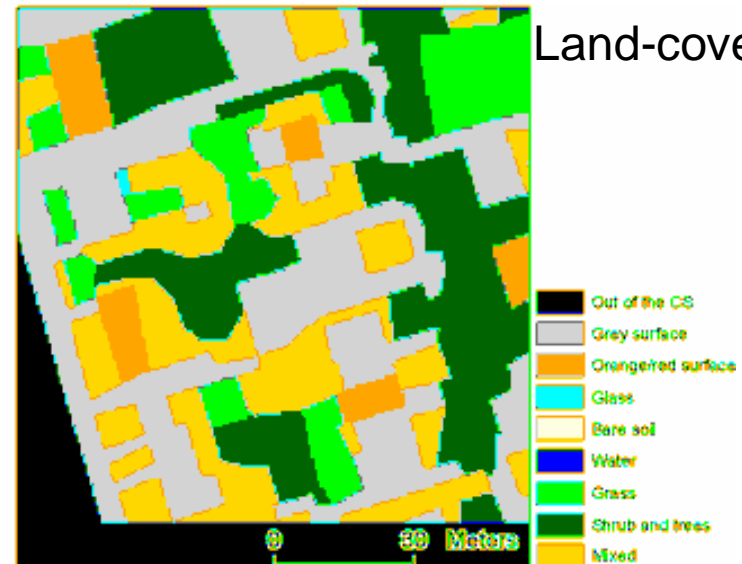 Land-cove
Out of the CS
Grey surface
Orange/red surface
Glass
Bare soil
Water
Grass
Shrub and trees
Mixed
0 50 Meters